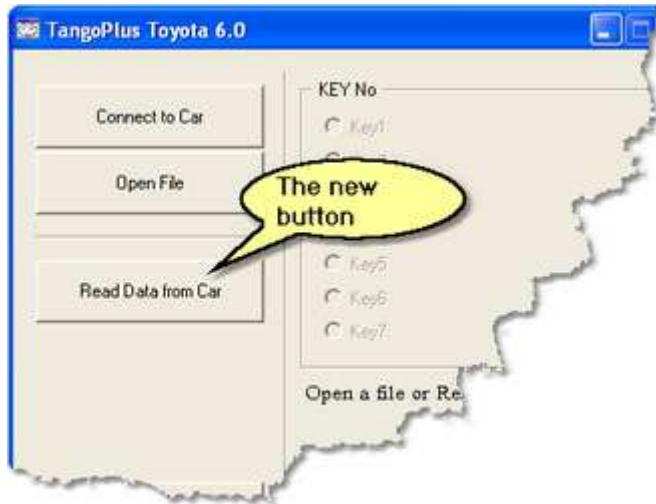 TangoPlus Toyota 6.0
Connect to Car
Open File
Read Data from Car
KEY No
Key1
The new
button
Key5
Key6
Key7
Open a file or Re